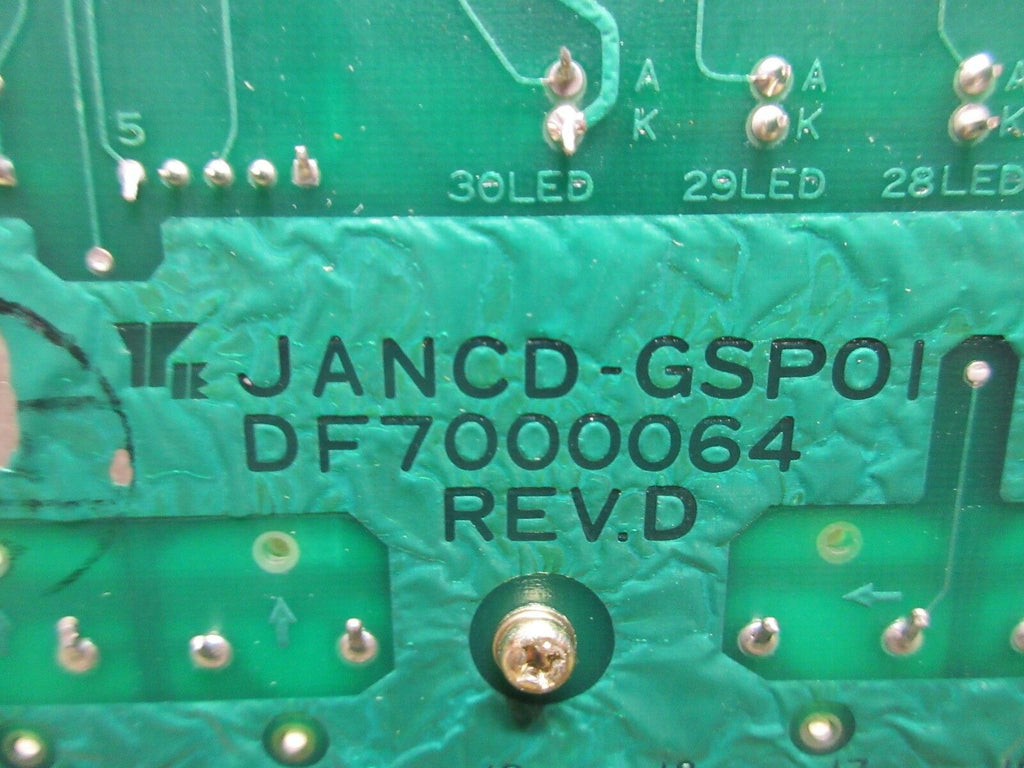 5
A
K
A
K
A
K
30LED
29LED
28LED
JANCD-GSP01
DF7000064
REV.D